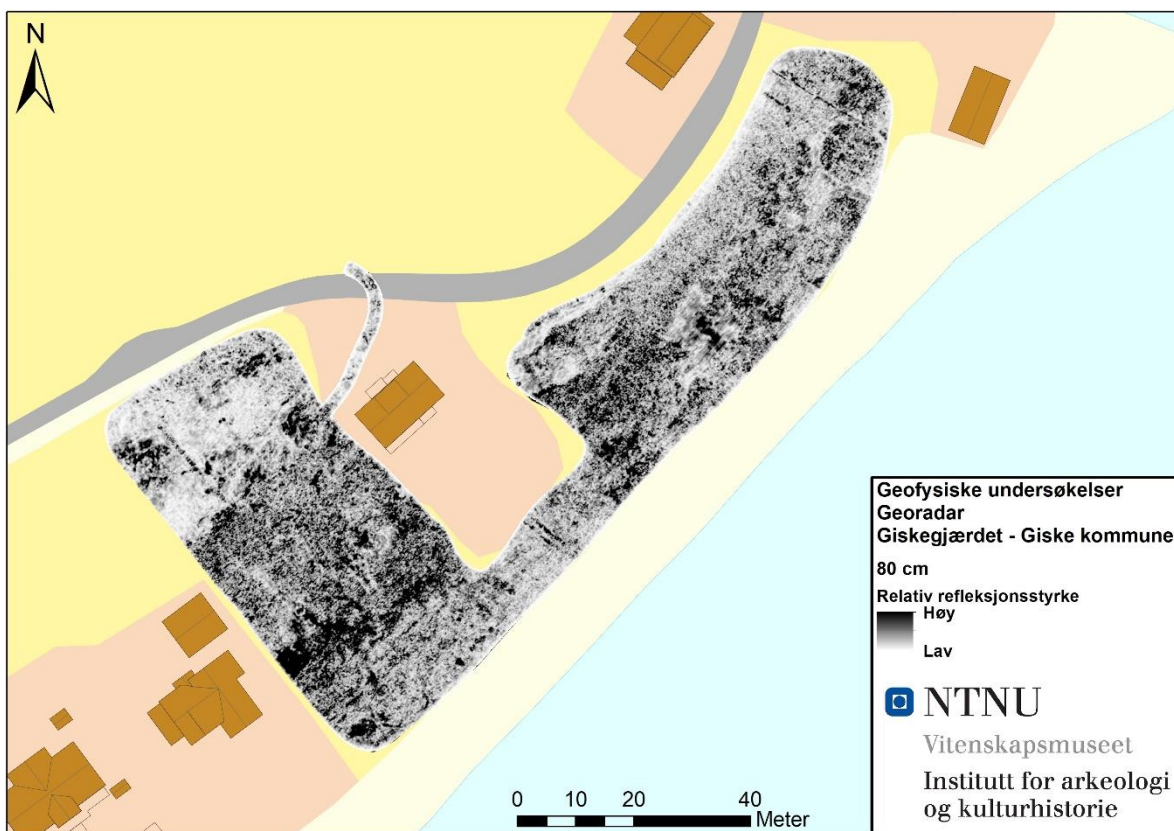 N
Geofysiske undersøkelser
Georadar
Giskegjærdet - Giske kommune
80 cm
Relativ refleksjonsstyrke
Høy
Lav
NTNU
Vitenskapsmuseet
Institutt for arkeologi
og kulturhistorie
0 10 20 40
Meter